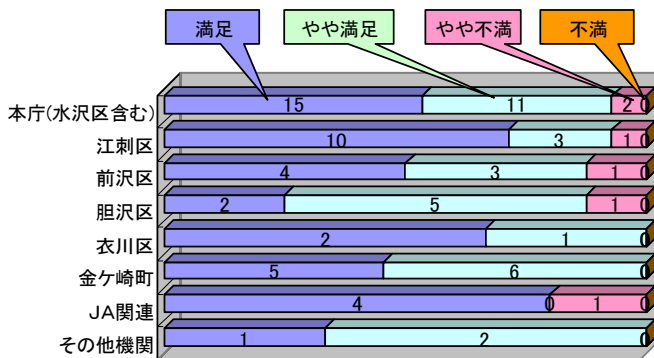 満足 やや満足 やや不満 不満
本庁(水沢区含む) 15 11 2 0
江刺区 10 3 1 0
前沢区 4 3 1 0
胆沢区 2 5 1 0
衣川区 2 1 0
金ケ崎町 5 6 0
JA関連 4 0 1 0
その他機関 1 2 0